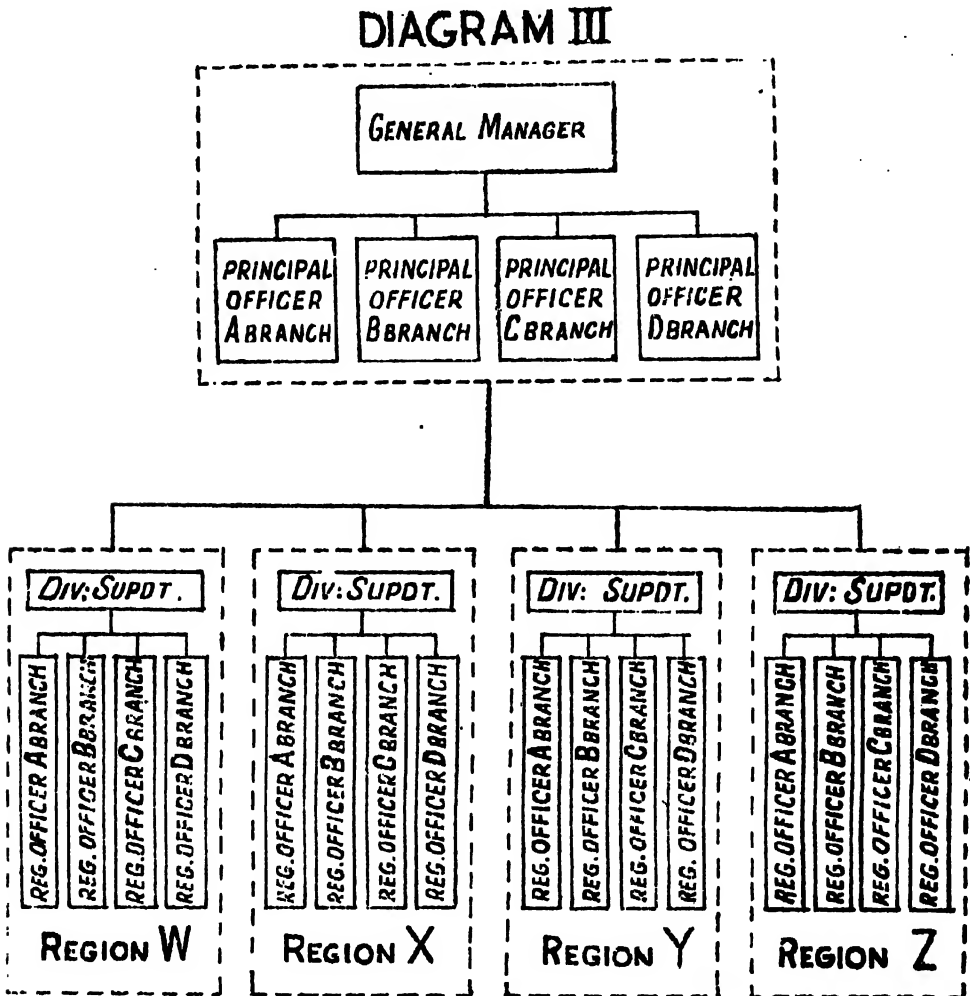 DIAGRAM III
GENERAL MANAGER
PRINCIPAL
OFFICER
A BRANCH
PRINCIPAL
OFFICER
B BRANCH
PRINCIPAL
OFFICER
C BRANCH
PRINCIPAL
OFFICER
D BRANCH
DIV: SUPDT.
REG. OFFICER A BRANCH
REG. OFFICER B BRANCH
REG. OFFICER C BRANCH
REG. OFFICER D BRANCH
REGION W
DIV: SUPDT.
REG. OFFICER A BRANCH
REG. OFFICER B BRANCH
REG. OFFICER C BRANCH
REG. OFFICER D BRANCH
REGION X
DIV: SUPDT.
REG. OFFICER A BRANCH
REG. OFFICER B BRANCH
REG. OFFICER C BRANCH
REG. OFFICER D BRANCH
REGION Y
DIV: SUPDT.
REG. OFFICER A BRANCH
REG. OFFICER B BRANCH
REG. OFFICER C BRANCH
REG. OFFICER D BRANCH
REGION Z